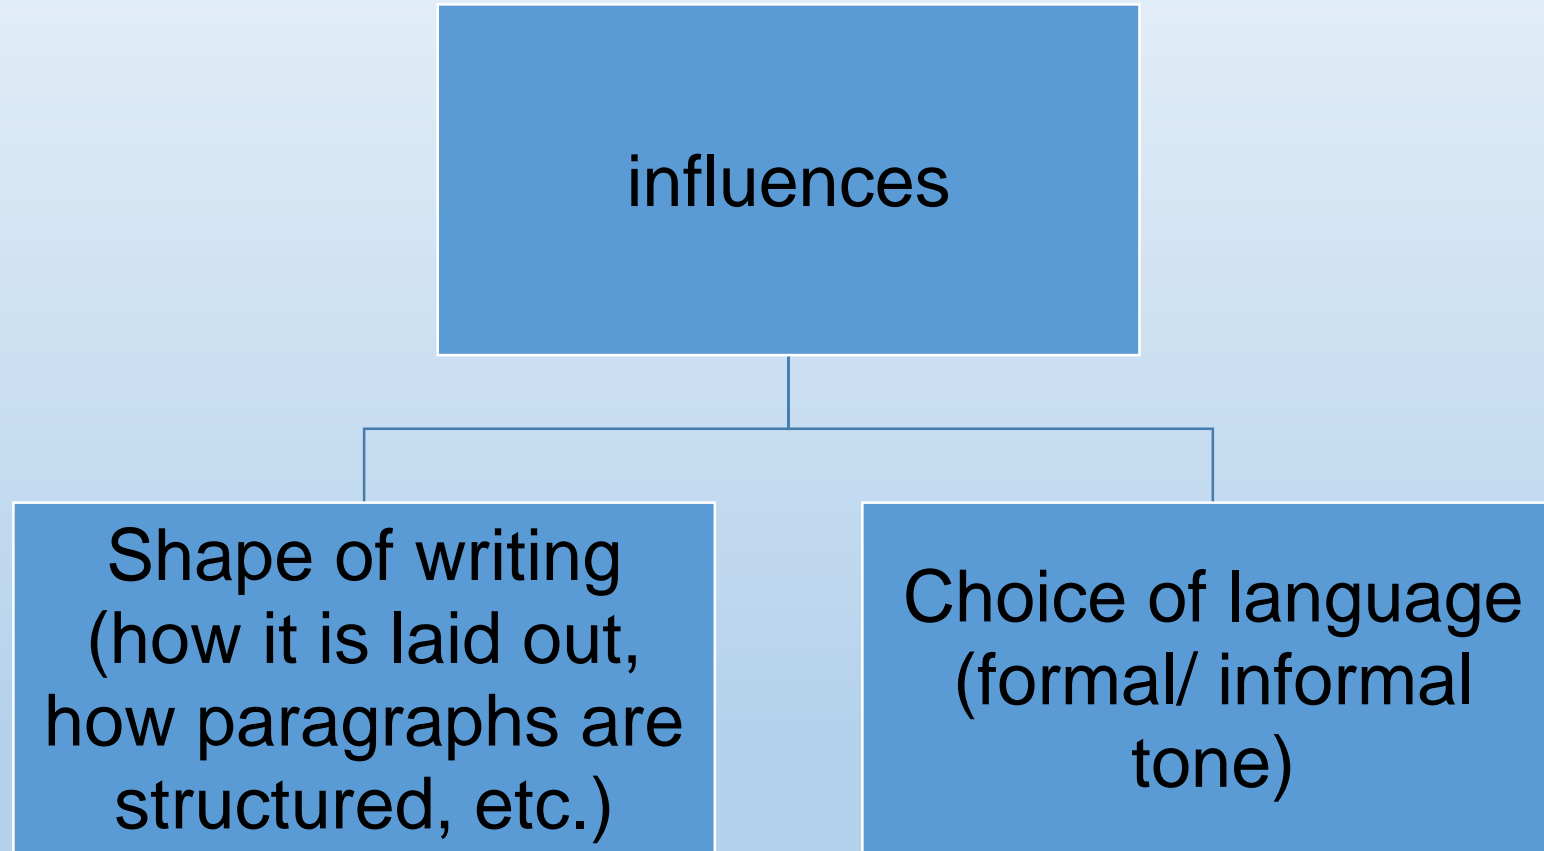 influences
Shape of writing
(how it is laid out,
how paragraphs are
structured, etc.)
Choice of language
(formal/ informal
tone)